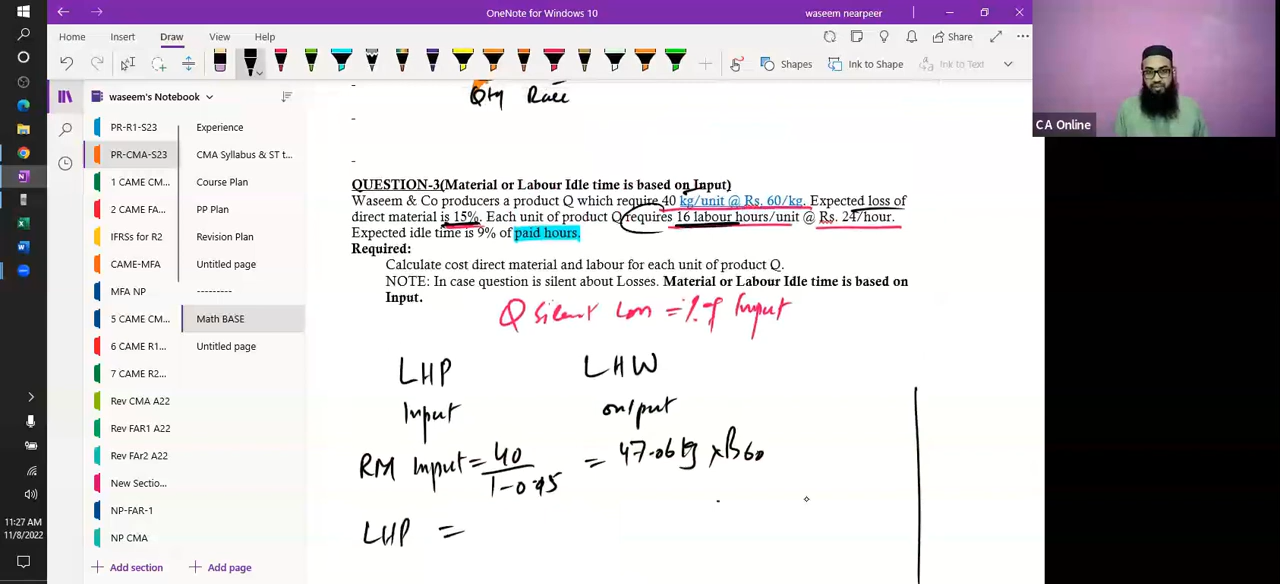 OneNote for Windows 10
waseem nearpeer
Home Insert Draw View Help
Share
Shapes Ink to Shape Ink to Text
waseem's Notebook
PR-R1-S23
PR-CMA-S23
1 CAME CM...
2 CAME FA...
IFRSs for R2
CAME-MFA
MFA NP
5 CAME CM...
6 CAME R1...
7 CAME R2...
Rev CMA A22
Rev FAR1 A22
Rev FAr2 A22
New Sectio...
NP-FAR-1
NP CMA
Add section
Experience
CMA Syllabus & ST t...
Course Plan
PP Plan
Revision Plan
Untitled page
-------
Math BASE
Untitled page
Add page
Qty Rate
QUESTION-3(Material or Labour Idle time is based on Input)
Waseem & Co producers a product Q which require 40 kg/unit @ Rs. 60/kg. Expected loss of
direct material is 15%. Each unit of product Q requires 16 labour hours/unit @ Rs. 24/hour.
Expected idle time is 9% of paid hours.
Required:
Calculate cost direct material and labour for each unit of product Q.
NOTE: In case question is silent about Losses. Material or Labour Idle time is based on
Input.
Q silent Loss = % of Input
LHP LHW
Input output
RM Input = 40 / 1-0.15 = 47.06 kg x Rs 60
LHP =
CA Online
11:27 AM
11/8/2022